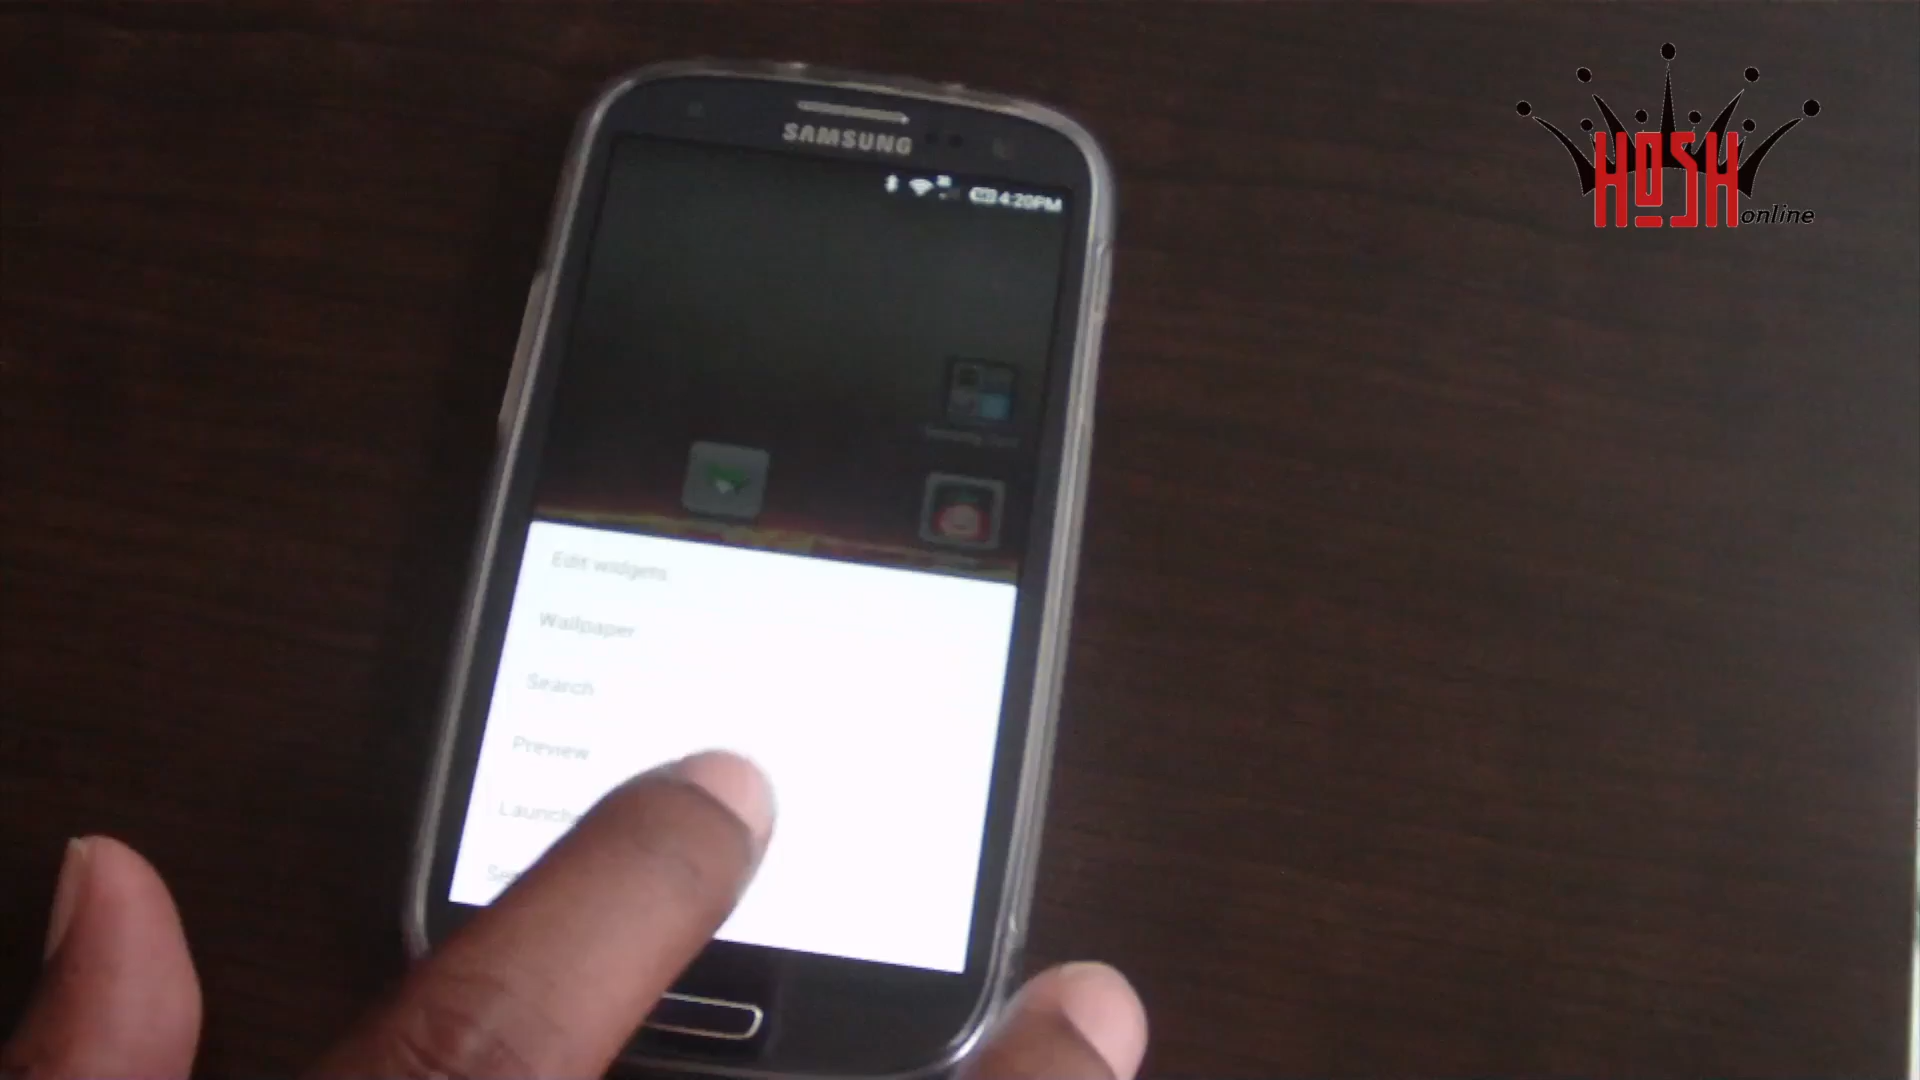 HOSH
online
SAMSUNG
4:20PM
Edit widgets
Wallpaper
Search
Preview